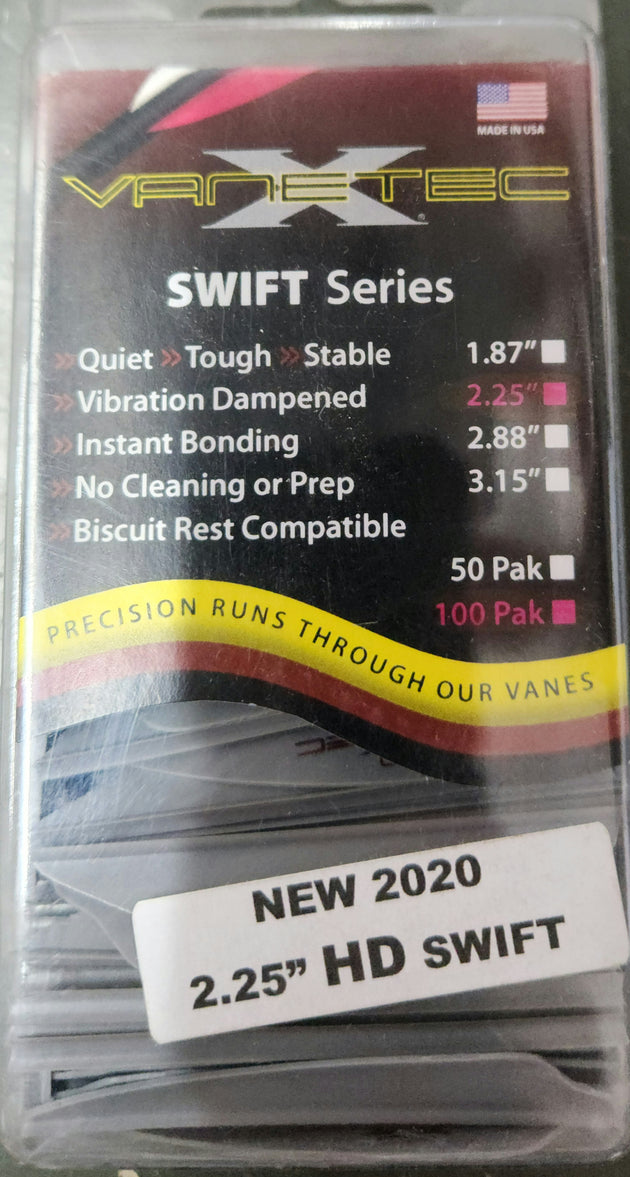 MADE IN USA
VANETEC
X
®
SWIFT Series
»Quiet »Tough »Stable 1.87”
»Vibration Dampened 2.25”
»Instant Bonding 2.88”
»No Cleaning or Prep 3.15”
»Biscuit Rest Compatible
50 Pak
100 Pak
PRECISION RUNS THROUGH OUR VANES
NEW 2020
2.25” HD SWIFT